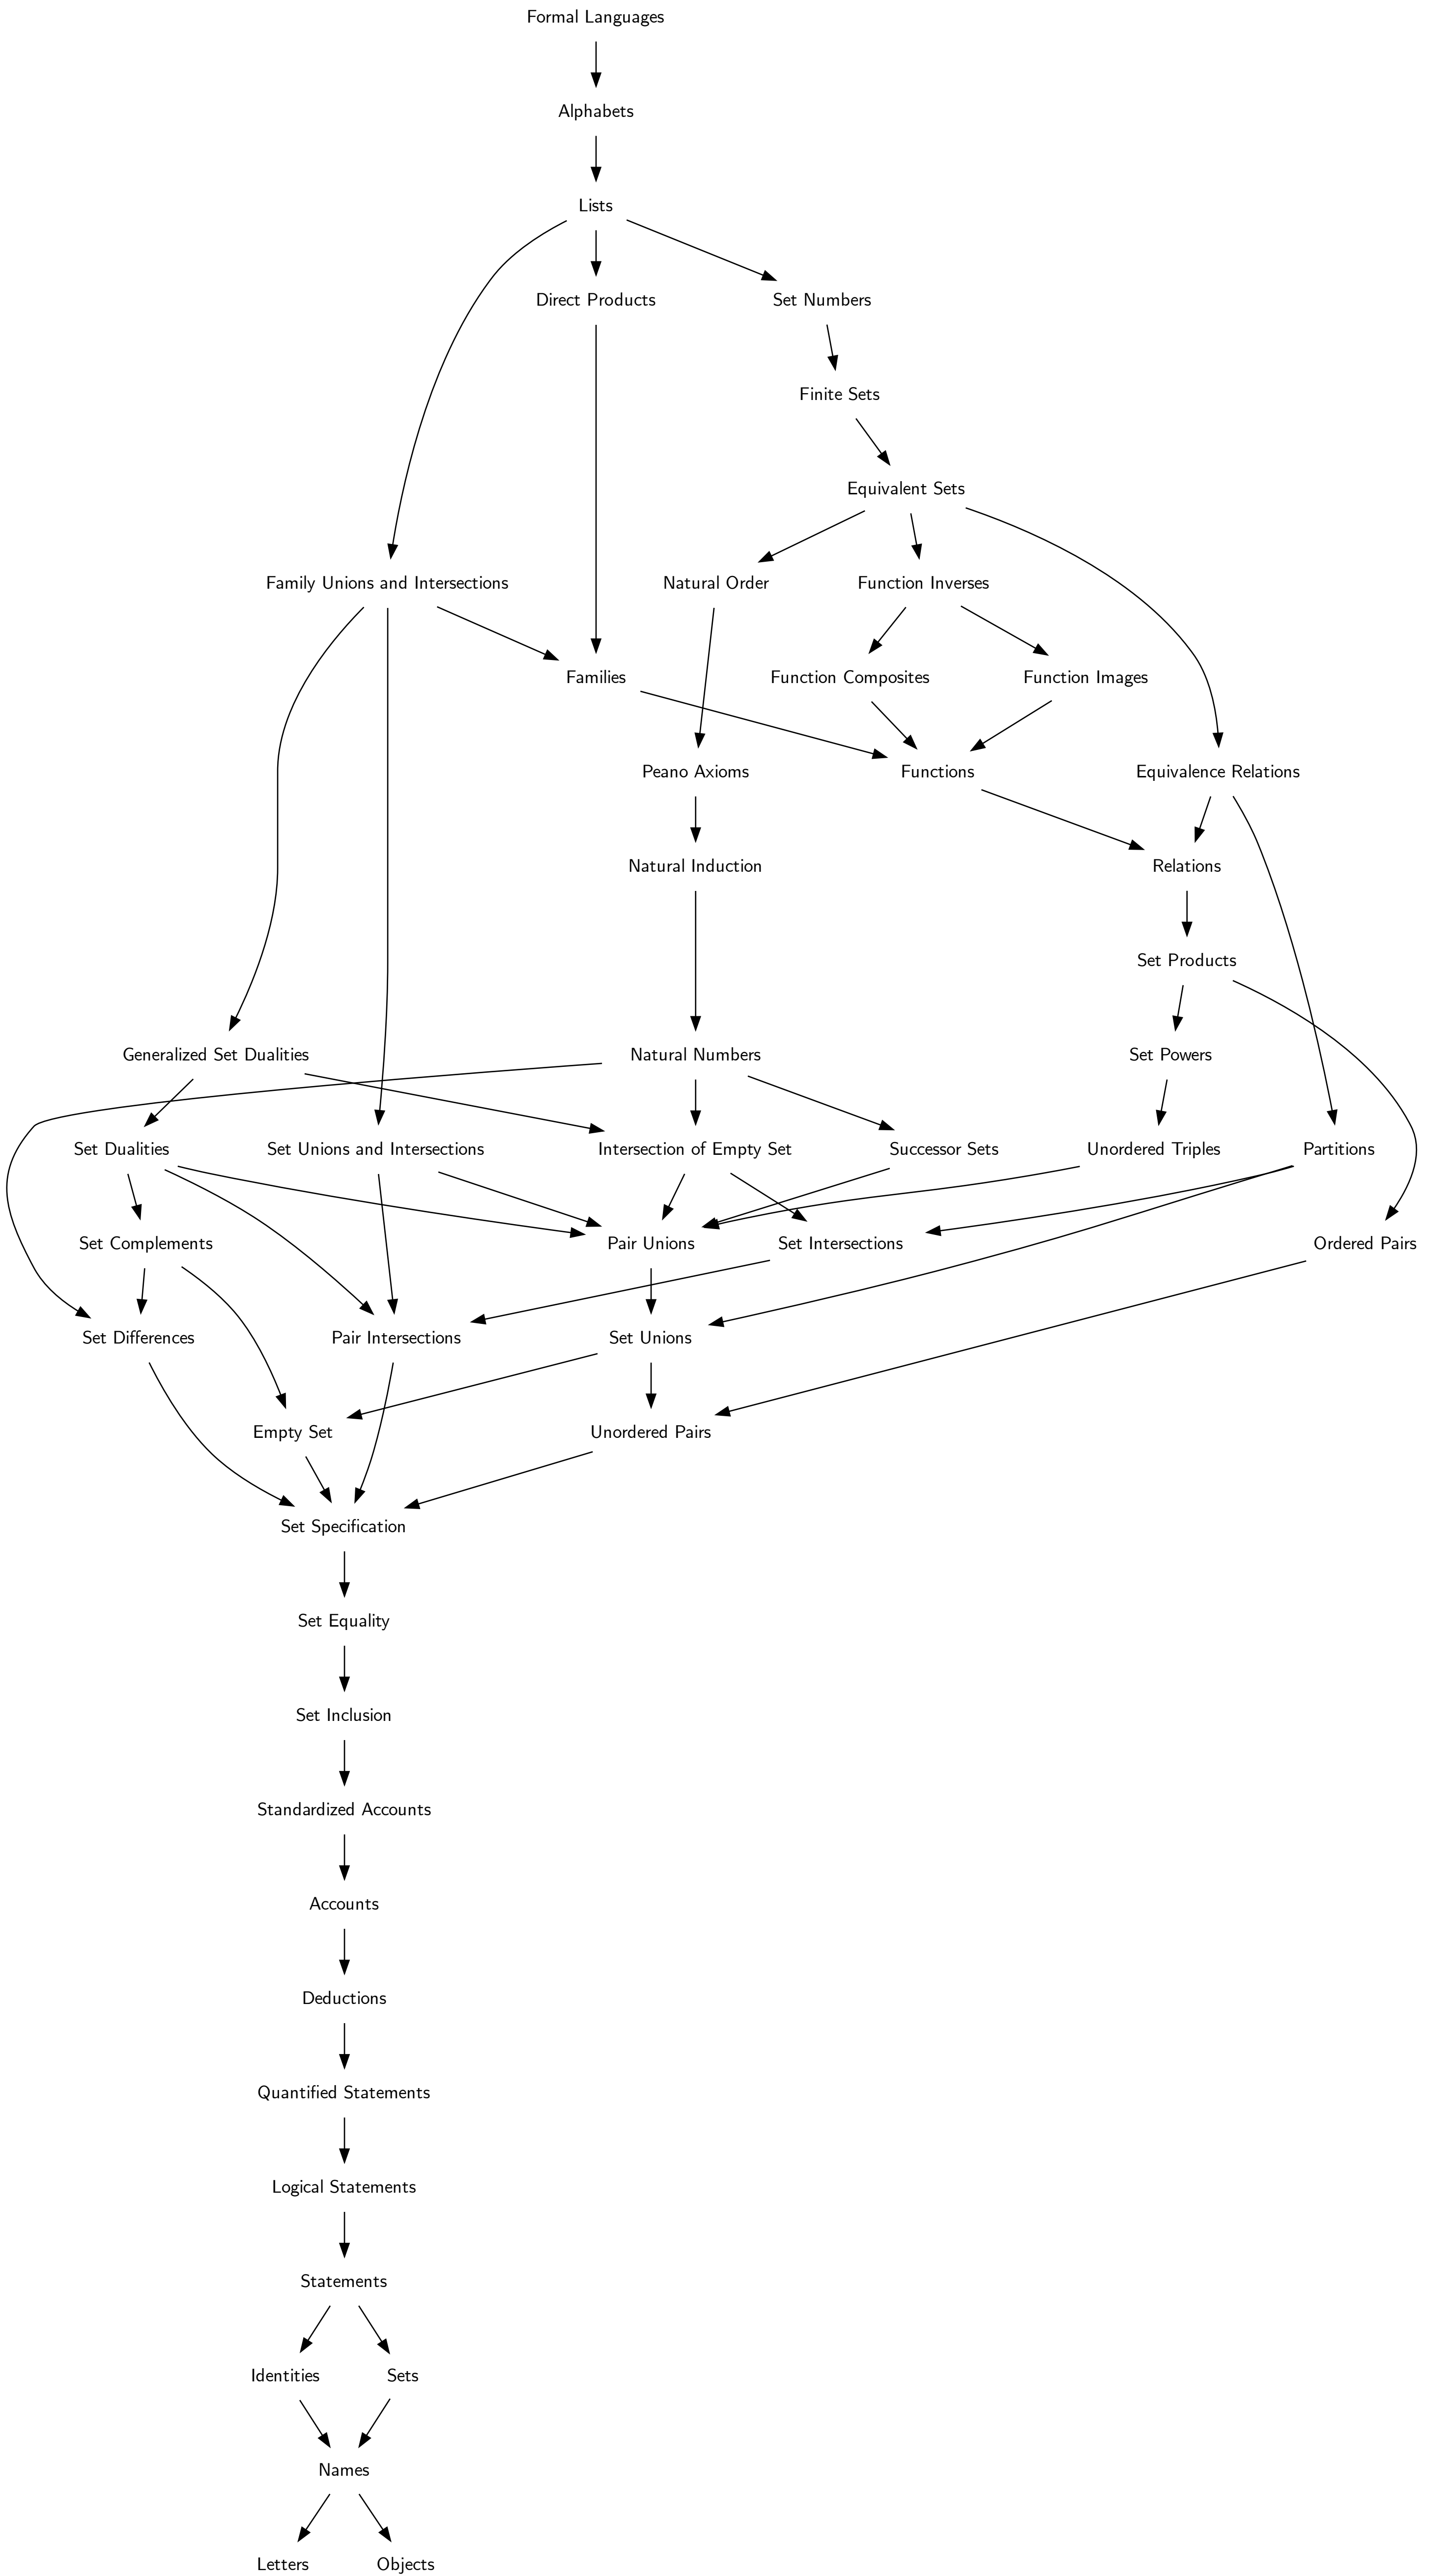 Formal Languages
Alphabets
Lists
Direct Products
Set Numbers
Finite Sets
Equivalent Sets
Family Unions and Intersections
Natural Order
Function Inverses
Families
Function Composites
Function Images
Peano Axioms
Functions
Equivalence Relations
Natural Induction
Relations
Set Products
Generalized Set Dualities
Natural Numbers
Set Powers
Set Dualities
Set Unions and Intersections
Intersection of Empty Set
Successor Sets
Unordered Triples
Partitions
Set Complements
Pair Unions
Set Intersections
Ordered Pairs
Set Differences
Pair Intersections
Set Unions
Empty Set
Unordered Pairs
Set Specification
Set Equality
Set Inclusion
Standardized Accounts
Accounts
Deductions
Quantified Statements
Logical Statements
Statements
Identities
Sets
Names
Letters
Objects